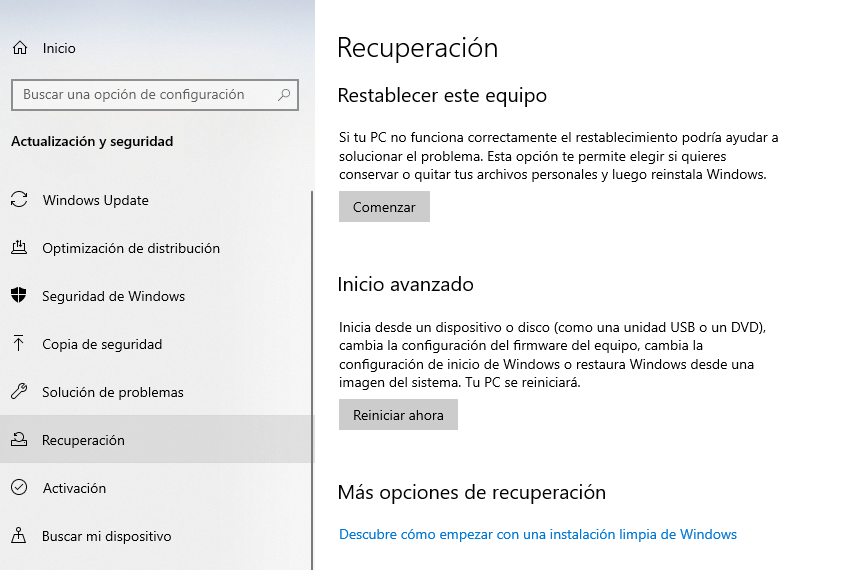 Inicio
Buscar una opción de configuración
Actualización y seguridad
Windows Update
Optimización de distribución
Seguridad de Windows
Copia de seguridad
Solución de problemas
Recuperación
Activación
Buscar mi dispositivo
Recuperación
Restablecer este equipo
Si tu PC no funciona correctamente el restablecimiento podría ayudar a
solucionar el problema. Esta opción te permite elegir si quieres
conservar o quitar tus archivos personales y luego reinstala Windows.
Comenzar
Inicio avanzado
Inicia desde un dispositivo o disco (como una unidad USB o un DVD),
cambia la configuración del firmware del equipo, cambia la
configuración de inicio de Windows o restaura Windows desde una
imagen del sistema. Tu PC se reiniciará.
Reiniciar ahora
Más opciones de recuperación
Descubre cómo empezar con una instalación limpia de Windows